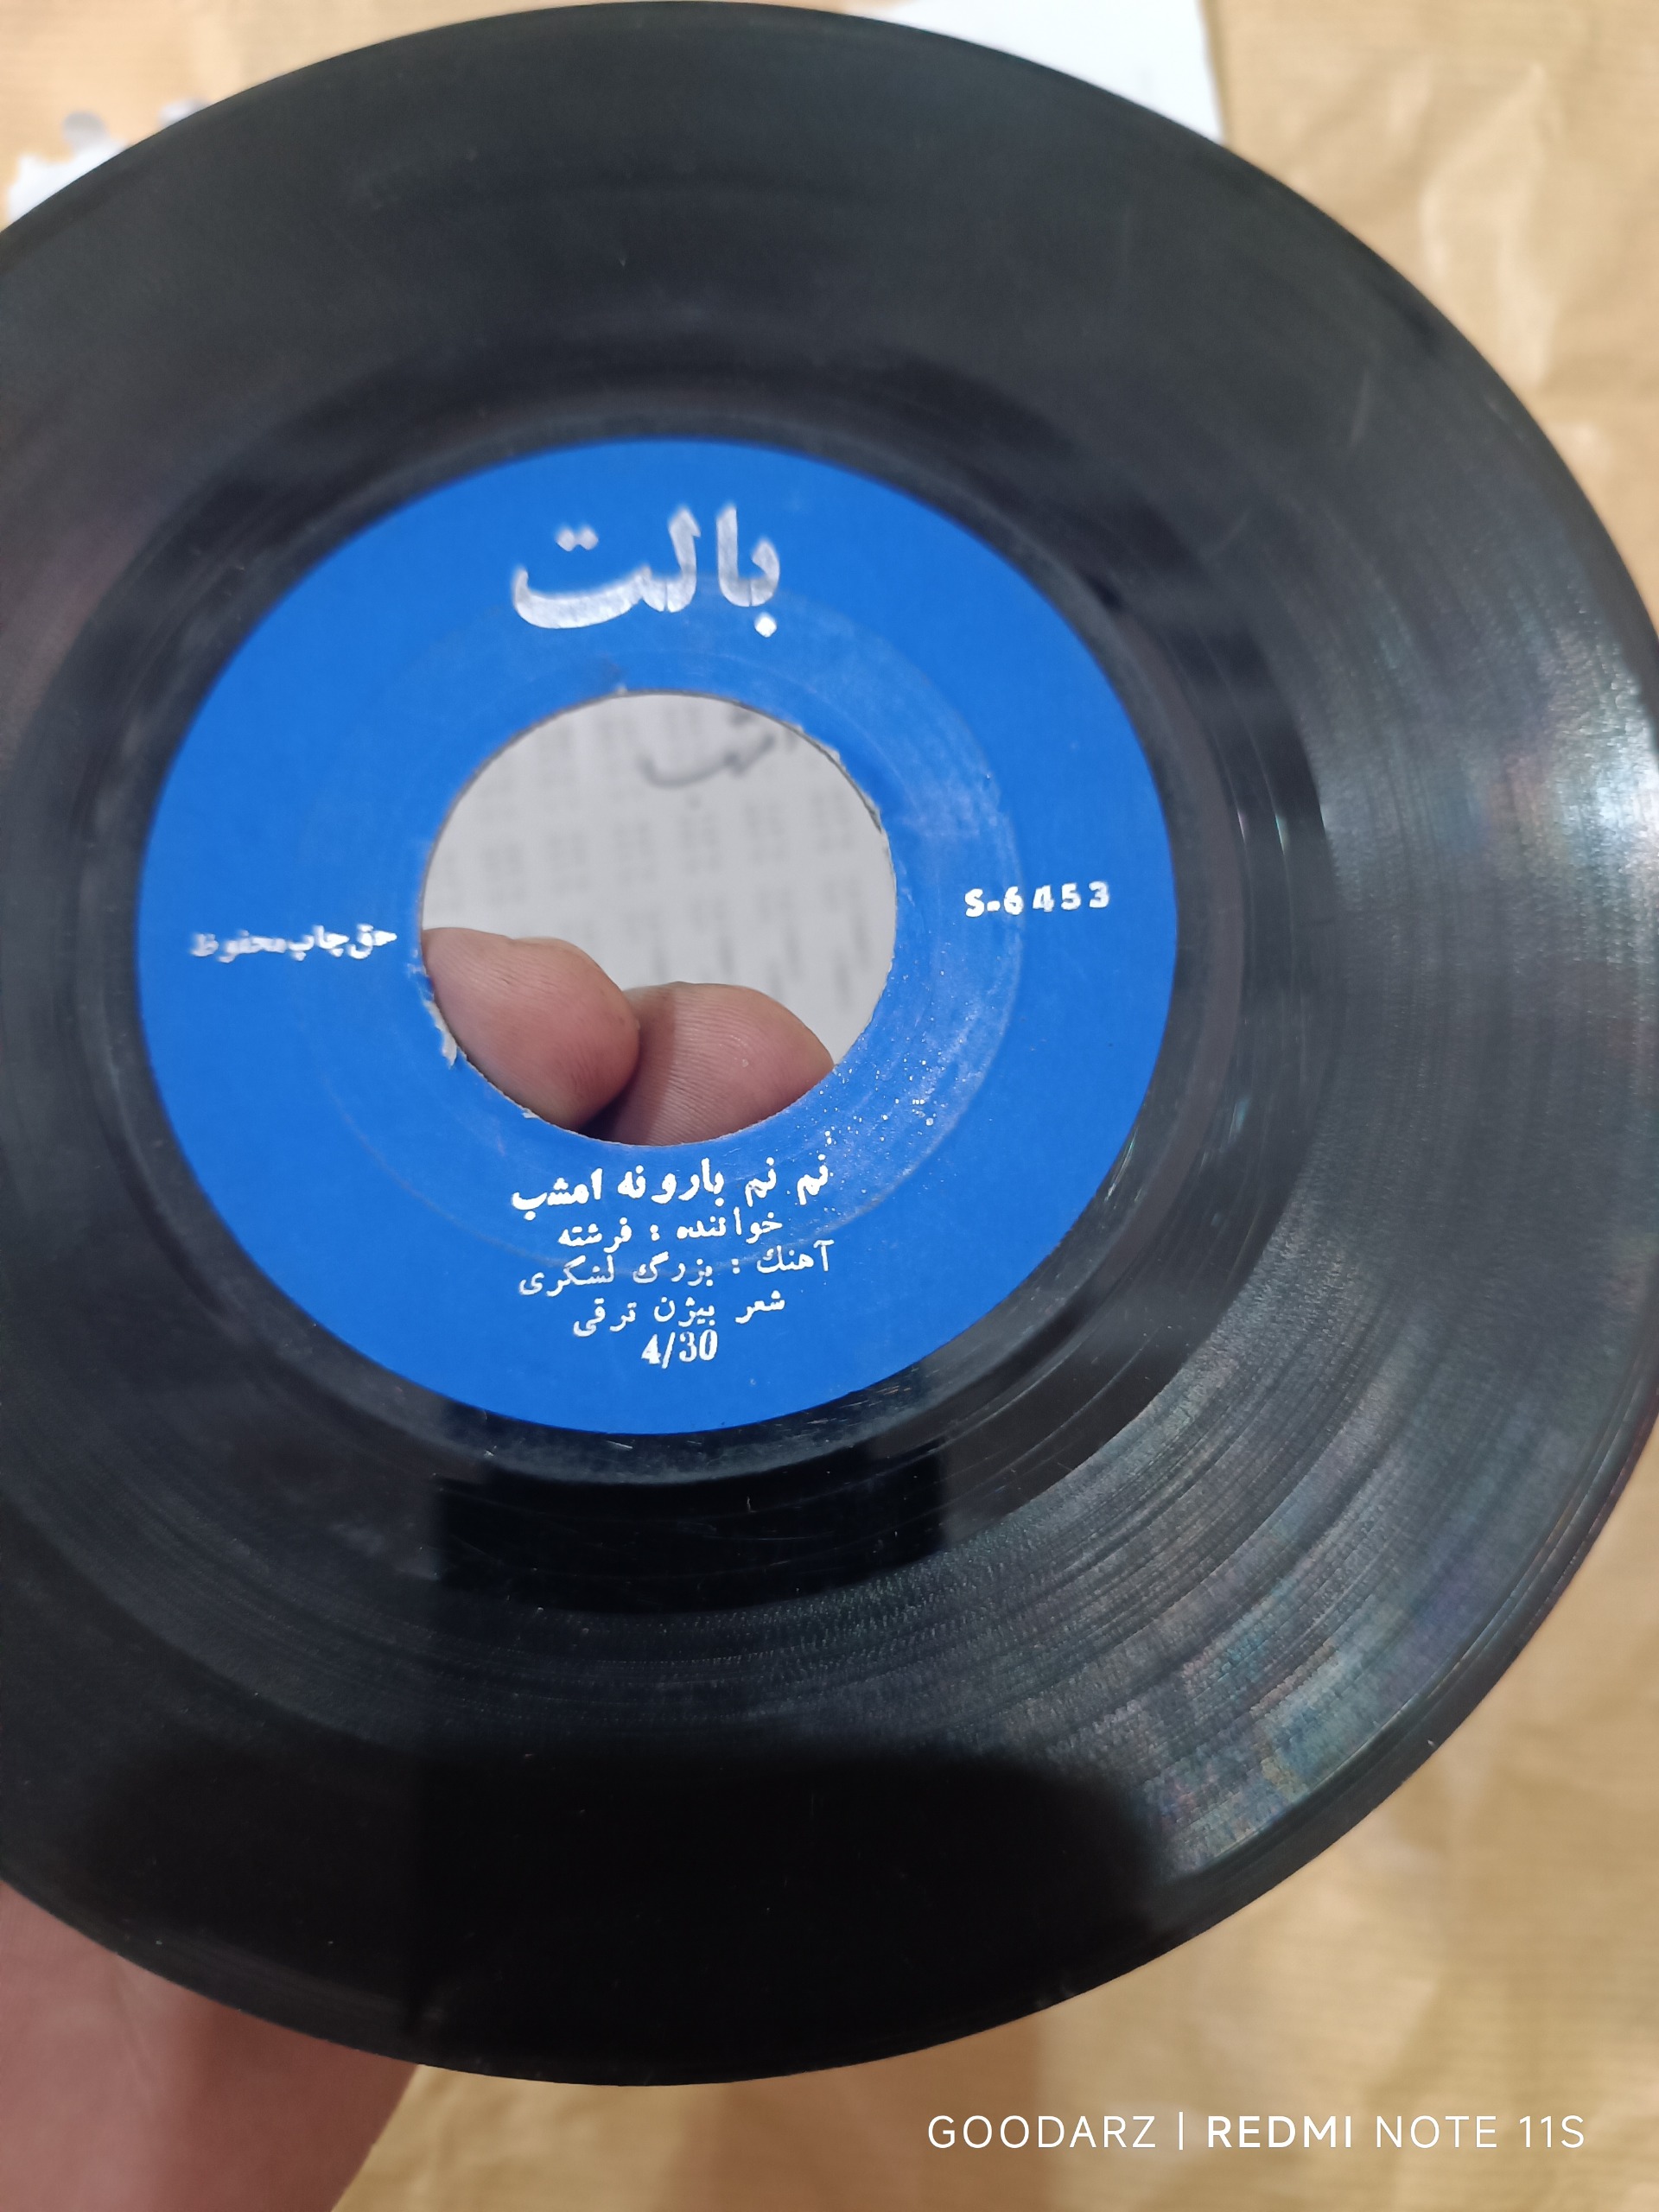 بالت
S-6453
حق چاپ محفوظ
نم نم بارونه امشب
خواننده : فرشته
آهنك : بزرگ لشگری
شعر بیژن ترقی
4/30
GOODARZ | REDMI NOTE 11S